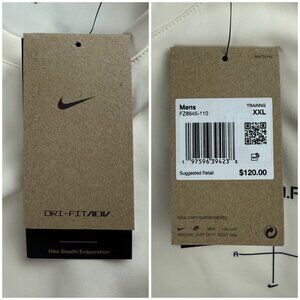 DRI-FIT ADV
Nike Stealth Evaporation
Mens
TRAINING
FZ8645-110
XXL
1 97596 39423 8
Suggested Retail
$120.00
nike.com/sustainability